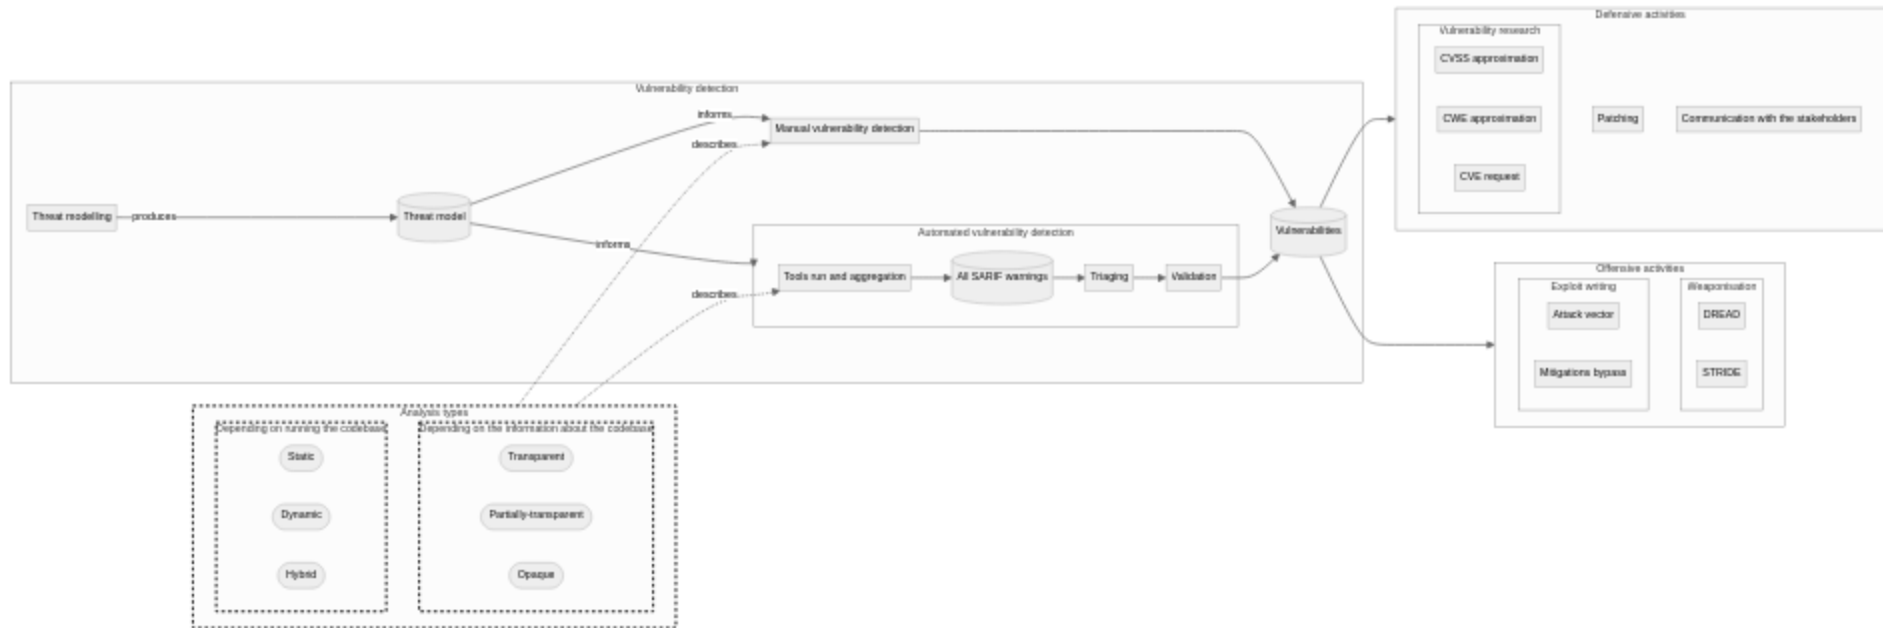 Defensive activities
Vulnerability research
CVSS approximation
CWE approximation
CVE request
Patching
Communication with the stakeholders
Vulnerability detection
informs
Manual vulnerability detection
describes
Threat modelling
produces
Threat model
informs
Automated vulnerability detection
Tools run and aggregation
All SARIF warnings
Triaging
Validation
describes
Vulnerabilities
Offensive activities
Exploit writing
Attack vector
Mitigations bypass
Weaponisation
DREAD
STRIDE
Analysis types
Depending on running the codebase
Static
Dynamic
Hybrid
Depending on the information about the codebase
Transparent
Partially-transparent
Opaque